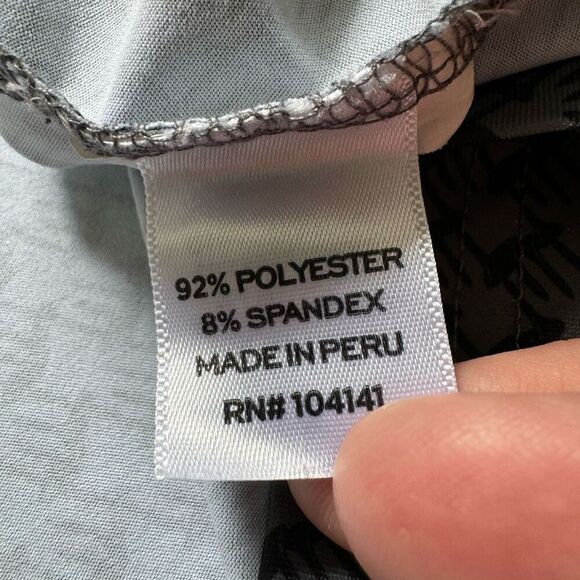 92% POLYESTER
8% SPANDEX
MADE IN PERU
RN# 104141